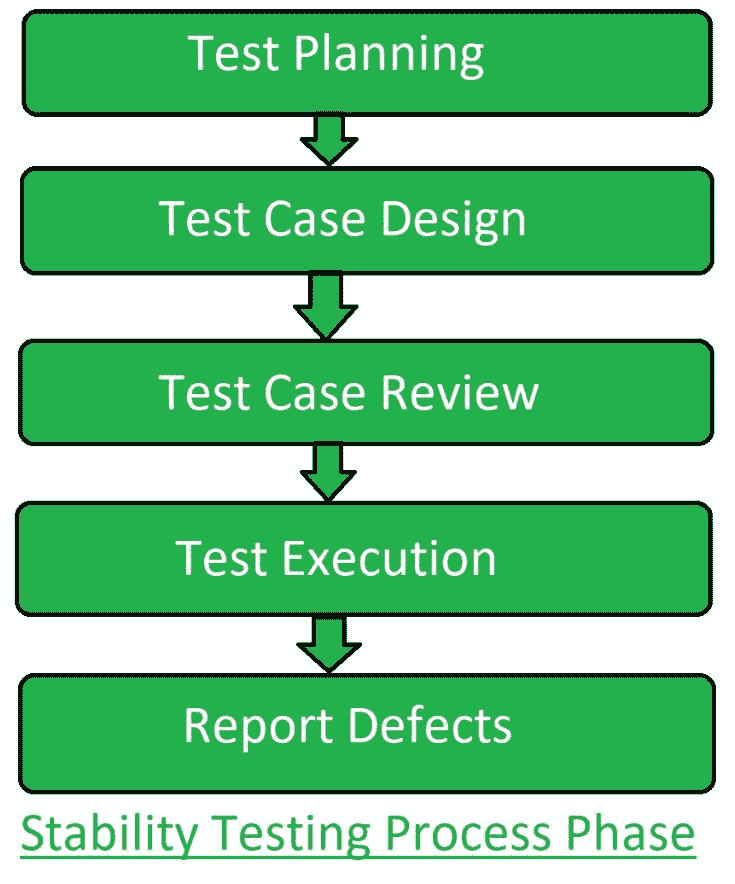 Test Planning
Test Case Design
Test Case Review
Test Execution
Report Defects
Stability Testing Process Phase